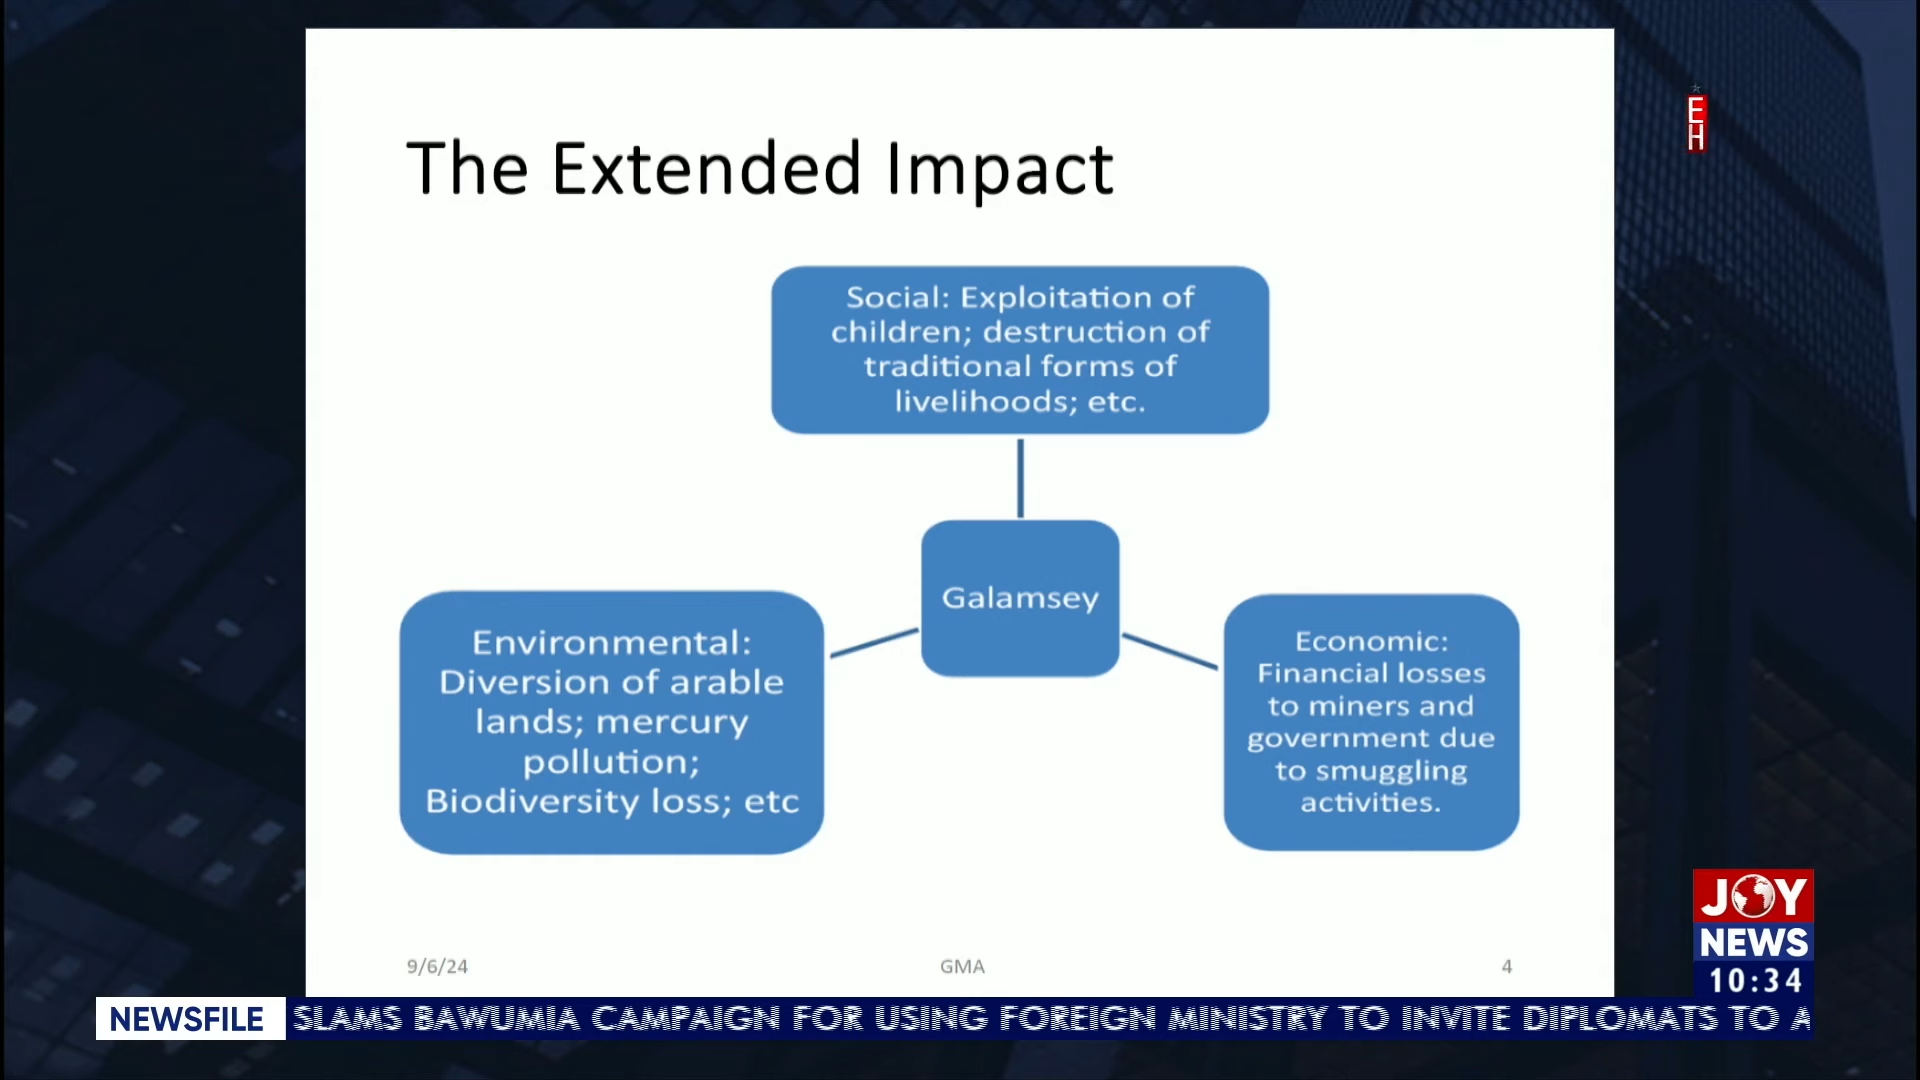 The Extended Impact
E
H
Social: Exploitation of
children; destruction of
traditional forms of
livelihoods; etc.
Galamsey
Environmental:
Diversion of arable
lands; mercury
pollution;
Biodiversity loss; etc
Economic:
Financial losses
to miners and
government due
to smuggling
activities.
9/6/24
GMA
4
JOY
NEWS
10:34
NEWSFILE
SLAMS BAWUMIA CAMPAIGN FOR USING FOREIGN MINISTRY TO INVITE DIPLOMATS TO A